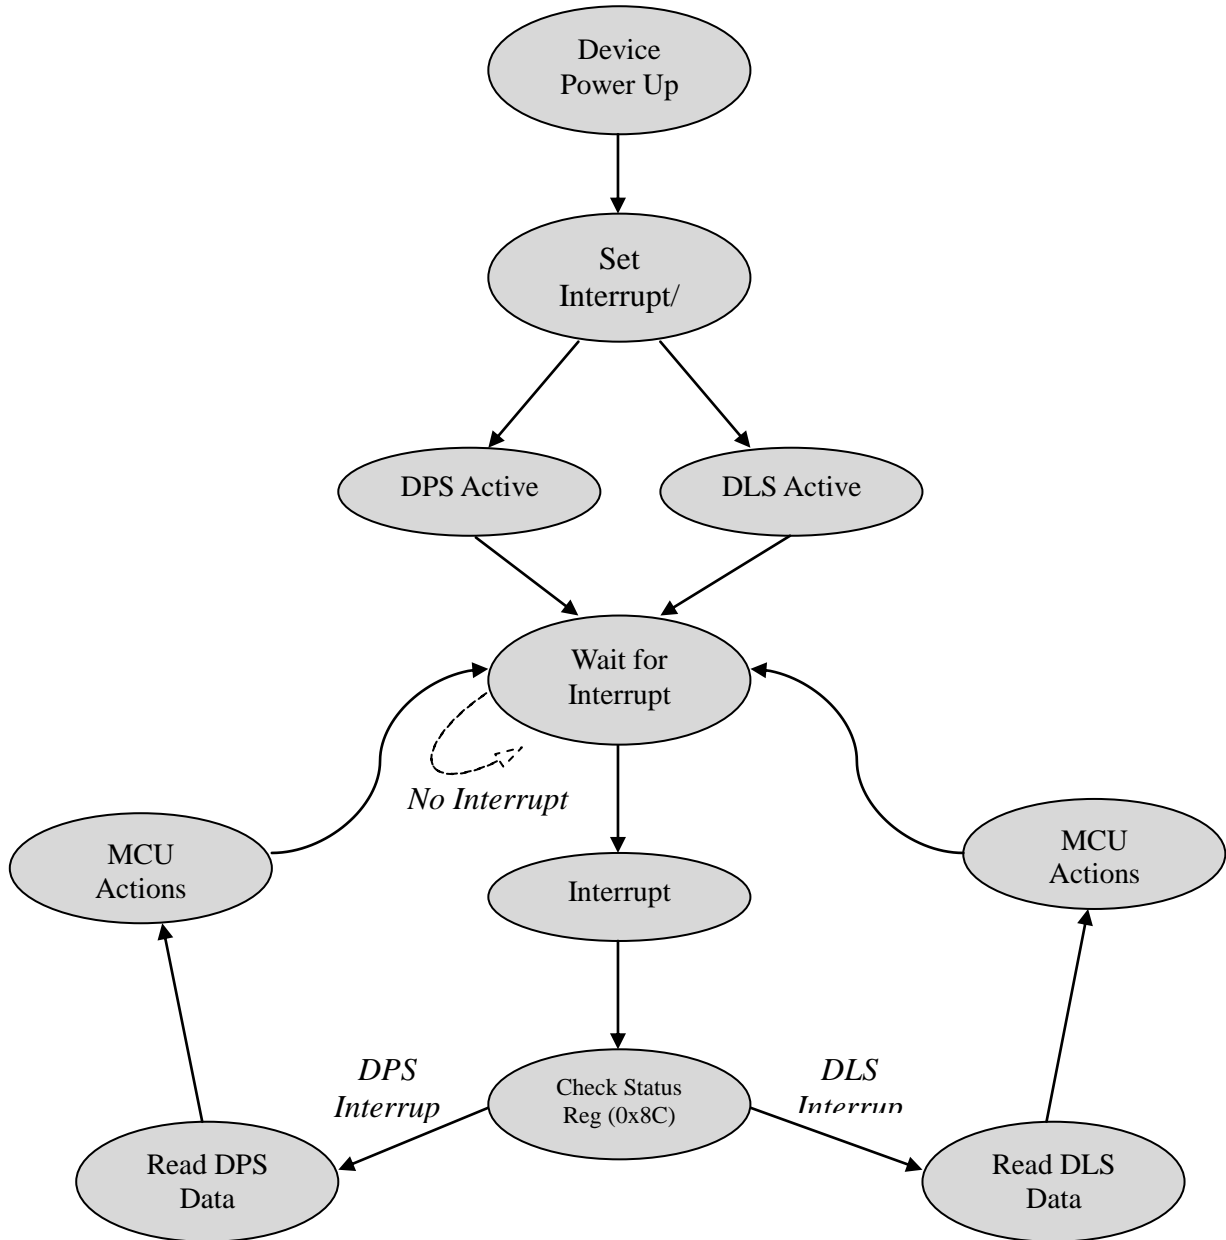 Device
Power Up
Set
Interrupt/
DPS Active
DLS Active
Wait for
Interrupt
No Interrupt
MCU
Actions
MCU
Actions
Interrupt
DPS
Interrup
Check Status
Reg (0x8C)
DLS
Interrup
Read DPS
Data
Read DLS
Data